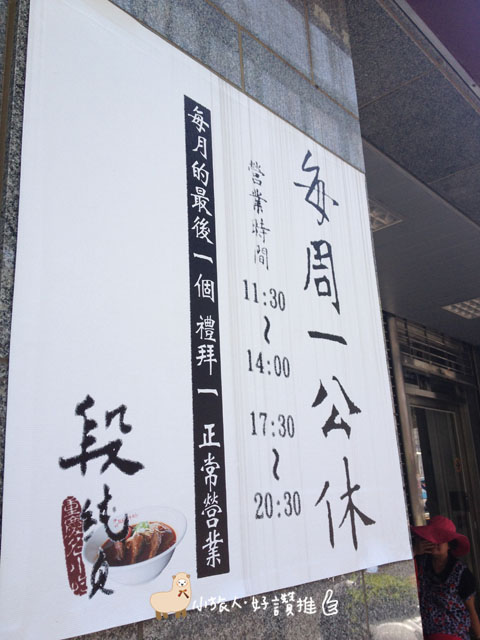 每周一公休
營業時間
11:30
~
14:00
17:30
~
20:30
每月的最後一個禮拜一 正常營業
段純貞
小旅人·好讚推